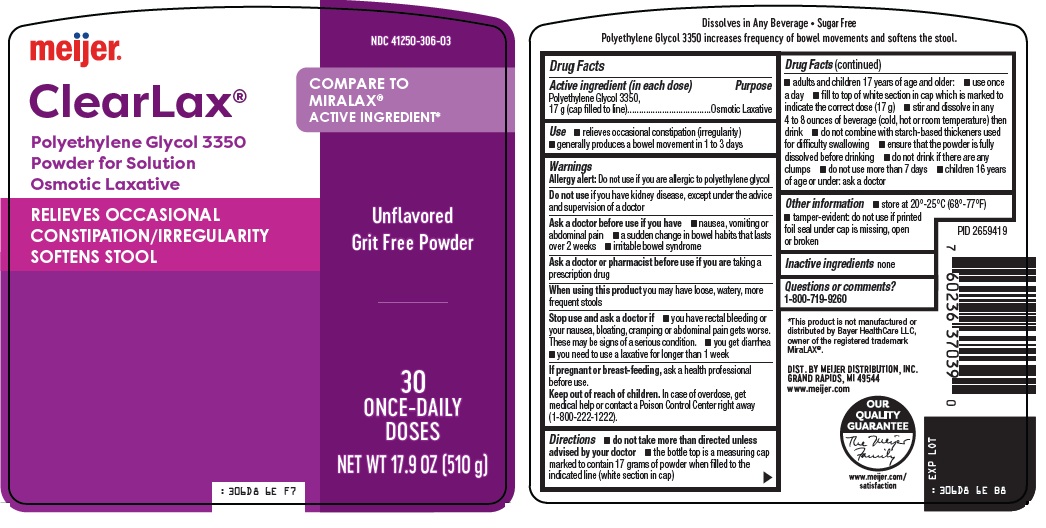 meijer.
NDC 41250-306-03
ClearLax®
COMPARE TO
MIRALAX®
ACTIVE INGREDIENT*
Polyethylene Glycol 3350
Powder for Solution
Osmotic Laxative
RELIEVES OCCASIONAL
CONSTIPATION/IRREGULARITY
SOFTENS STOOL
Unflavored
Grit Free Powder
30
ONCE-DAILY
DOSES
NET WT 17.9 OZ (510 g)
: 306D8 6E F7
Dissolves in Any Beverage • Sugar Free
Polyethylene Glycol 3350 increases frequency of bowel movements and softens the stool.
Drug Facts
Active ingredient (in each dose) Purpose
Polyethylene Glycol 3350,
17 g (cap filled to line)....................................Osmotic Laxative
Use ■ relieves occasional constipation (irregularity)
■ generally produces a bowel movement in 1 to 3 days
Warnings
Allergy alert: Do not use if you are allergic to polyethylene glycol
Do not use if you have kidney disease, except under the advice
and supervision of a doctor
Ask a doctor before use if you have ■ nausea, vomiting or
abdominal pain ■ a sudden change in bowel habits that lasts
over 2 weeks ■ irritable bowel syndrome
Ask a doctor or pharmacist before use if you are taking a
prescription drug
When using this product you may have loose, watery, more
frequent stools
Stop use and ask a doctor if ■ you have rectal bleeding or
your nausea, bloating, cramping or abdominal pain gets worse.
These may be signs of a serious condition. ■ you get diarrhea
■ you need to use a laxative for longer than 1 week
If pregnant or breast-feeding, ask a health professional
before use.
Keep out of reach of children. In case of overdose, get
medical help or contact a Poison Control Center right away
(1-800-222-1222).
Directions ■ do not take more than directed unless
advised by your doctor ■ the bottle top is a measuring cap
marked to contain 17 grams of powder when filled to the
indicated line (white section in cap)
Drug Facts (continued)
■ adults and children 17 years of age and older: ■ use once
a day ■ fill to top of white section in cap which is marked to
indicate the correct dose (17 g) ■ stir and dissolve in any
4 to 8 ounces of beverage (cold, hot or room temperature) then
drink ■ do not combine with starch-based thickeners used
for difficulty swallowing ■ ensure that the powder is fully
dissolved before drinking ■ do not drink if there are any
clumps ■ do not use more than 7 days ■ children 16 years
of age or under: ask a doctor
Other information ■ store at 20°-25°C (68°-77°F)
■ tamper-evident: do not use if printed
foil seal under cap is missing, open
or broken
PID 2659419
Inactive ingredients none
Questions or comments?
1-800-719-9260
*This product is not manufactured or
distributed by Bayer HealthCare LLC,
owner of the registered trademark
MiraLAX®.
DIST. BY MEIJER DISTRIBUTION, INC.
GRAND RAPIDS, MI 49544
www.meijer.com
OUR
QUALITY
GUARANTEE
The Meijer
Family
www.meijer.com/
satisfaction
7 60236 37039 0
EXP LOT
: 306D8 6E B8